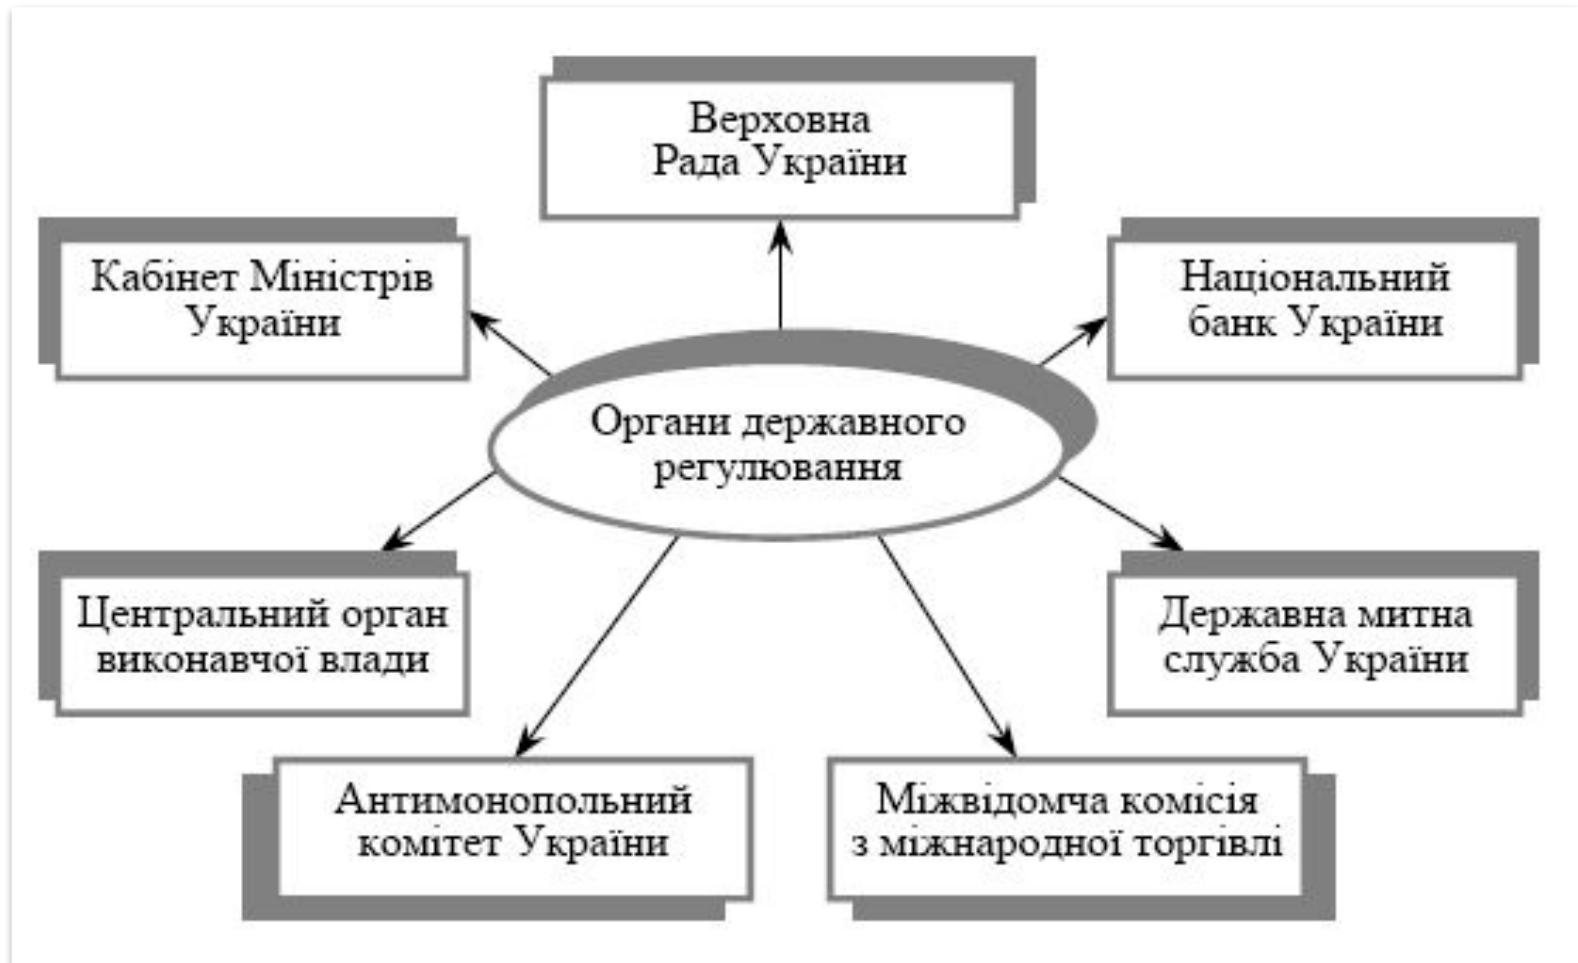 Верховна
Рада України
Кабінет Міністрів
України
Національний
банк України
Органи державного
регулювання
Центральний орган
виконавчої влади
Державна митна
служба України
Антимонопольний
комітет України
Міжвідомча комісія
з міжнародної торгівлі